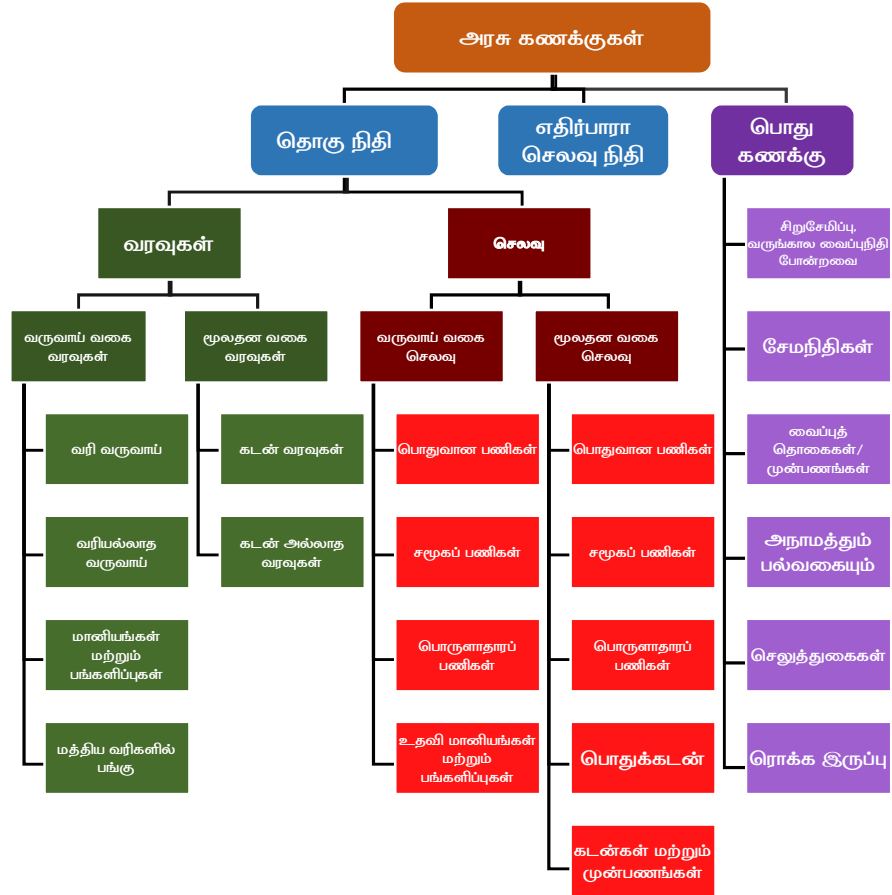 அரசு கணக்குகள்
தொகு நிதி
எதிர்பாரா
செலவு நிதி
பொது
கணக்கு
வரவுகள்
செலவு
சிறுசேமிப்பு,
வருங்கால வைப்புநிதி
போன்றவை
வருவாய் வகை
வரவுகள்
மூலதன வகை
வரவுகள்
வருவாய் வகை
செலவு
மூலதன வகை
செலவு
சேமநிதிகள்
வரி வருவாய்
கடன் வரவுகள்
பொதுவான பணிகள்
பொதுவான பணிகள்
வைப்புத்
தொகைகள்/
முன்பணங்கள்
வரியல்லாத
வருவாய்
கடன் அல்லாத
வரவுகள்
சமூகப் பணிகள்
சமூகப் பணிகள்
அநாமத்தும்
பல்வகையும்
மானியங்கள்
மற்றும்
பங்களிப்புகள்
பொருளாதாரப்
பணிகள்
பொருளாதாரப்
பணிகள்
செலுத்துகைகள்
மத்திய வரிகளில்
பங்கு
உதவி மானியங்கள்
மற்றும்
பங்களிப்புகள்
பொதுக்கடன்
ரொக்க இருப்பு
கடன்கள் மற்றும்
முன்பணங்கள்